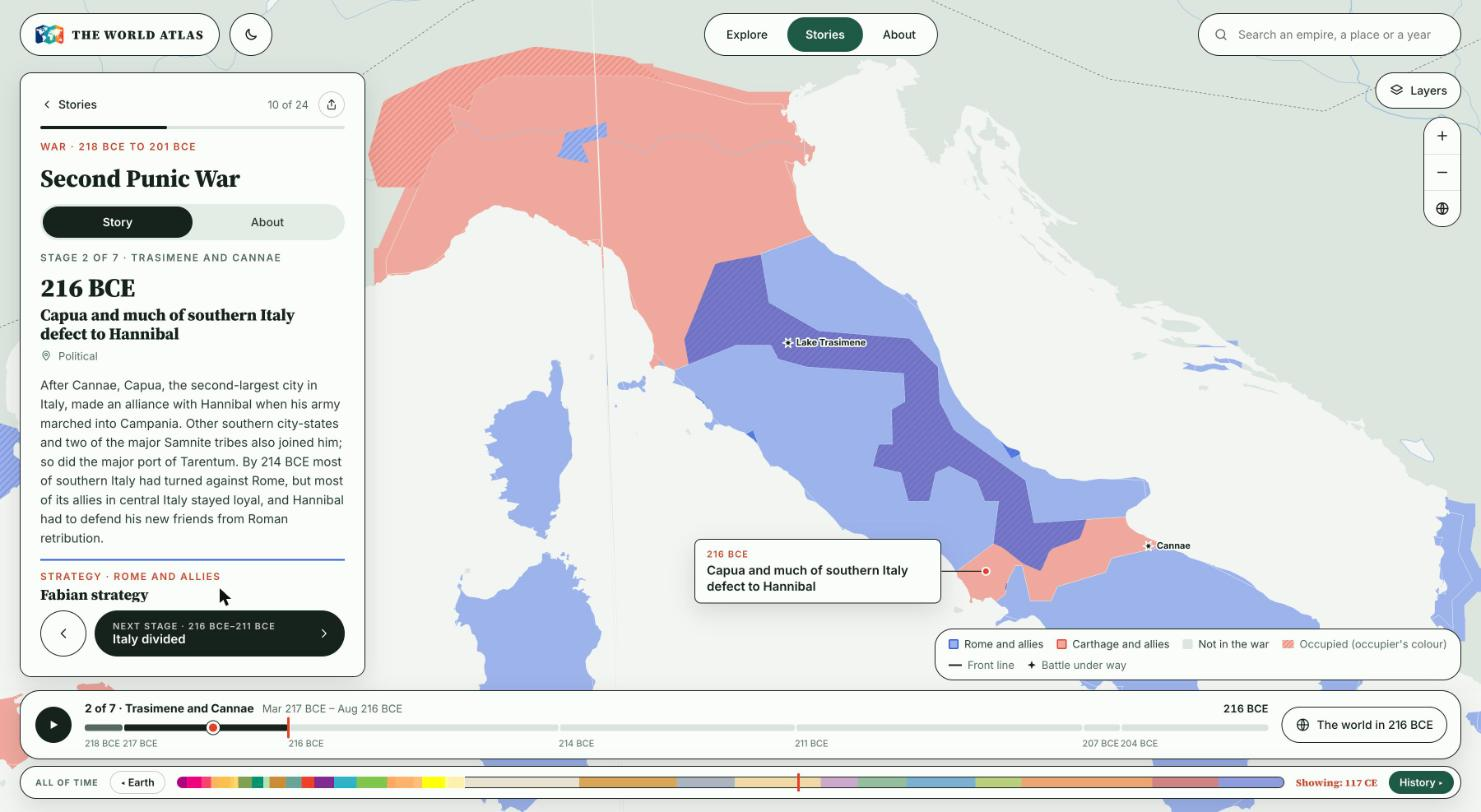 THE WORLD ATLAS
Explore
Stories
About
Search an empire, a place or a year
Layers
Stories
10 of 24
WAR · 218 BCE TO 201 BCE
Second Punic War
Story
About
STAGE 2 OF 7 · TRASIMENE AND CANNAE
216 BCE
Capua and much of southern Italy
defect to Hannibal
Political
After Cannae, Capua, the second-largest city in
Italy, made an alliance with Hannibal when his army
marched into Campania. Other southern city-states
and two of the major Samnite tribes also joined him;
so did the major port of Tarentum. By 214 BCE most
of southern Italy had turned against Rome, but most
of its allies in central Italy stayed loyal, and Hannibal
had to defend his new friends from Roman
retribution.
STRATEGY · ROME AND ALLIES
Fabian strategy
NEXT STAGE · 216 BCE–211 BCE
Italy divided
Lake Trasimene
Cannae
216 BCE
Capua and much of southern Italy
defect to Hannibal
Rome and allies
Carthage and allies
Not in the war
Occupied (occupier's colour)
Front line
Battle under way
2 of 7 · Trasimene and Cannae
Mar 217 BCE – Aug 216 BCE
216 BCE
218 BCE
217 BCE
216 BCE
214 BCE
211 BCE
207 BCE
204 BCE
The world in 216 BCE
ALL OF TIME
Earth
Showing: 117 CE
History